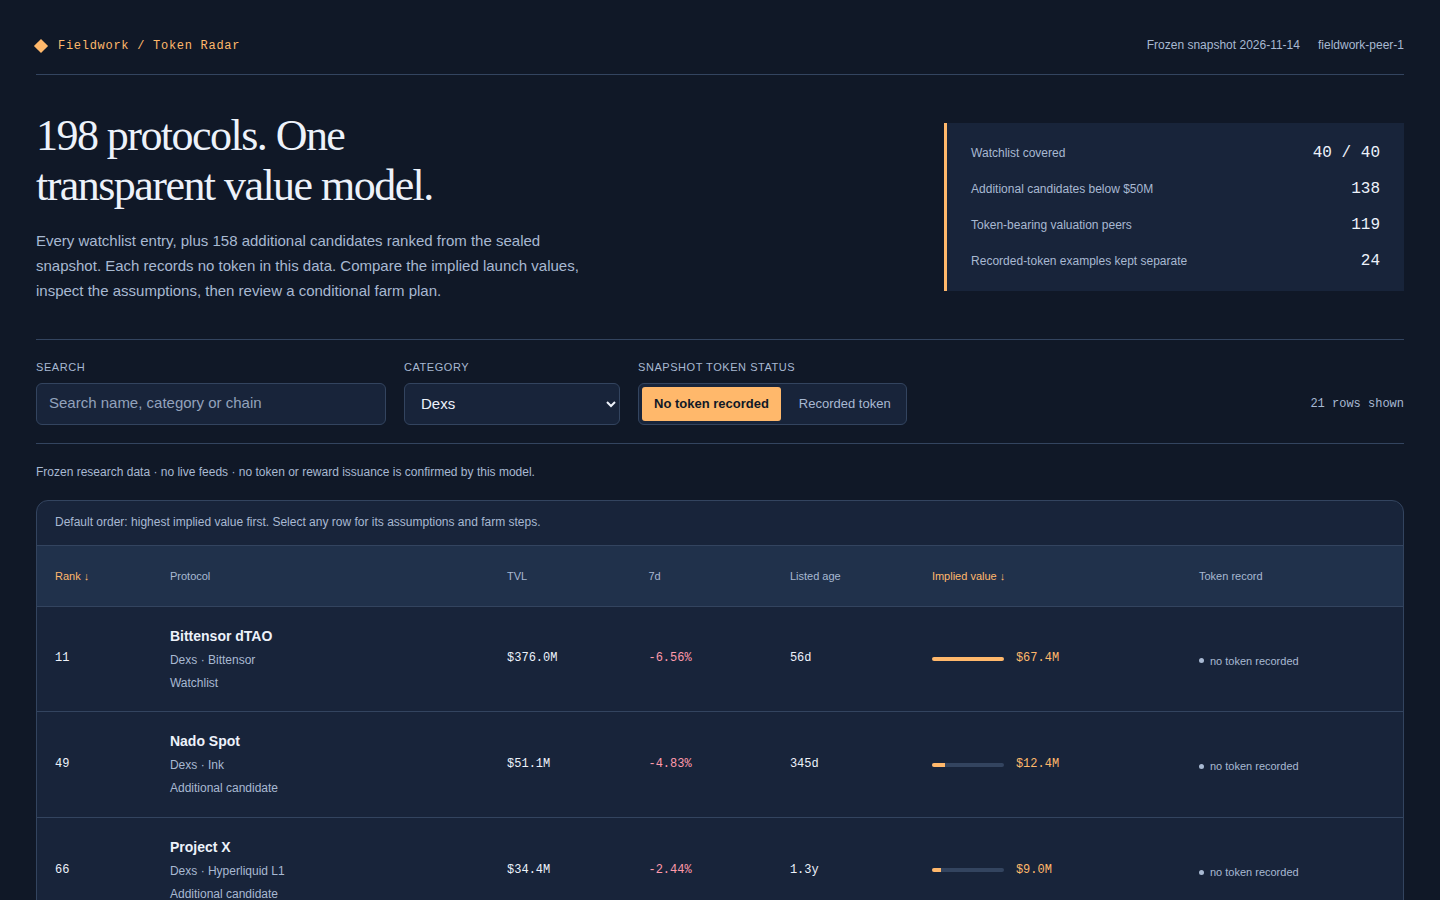 Fieldwork / Token Radar
Frozen snapshot 2026-11-14 fieldwork-peer-1
198 protocols. One
transparent value model.
Every watchlist entry, plus 158 additional candidates ranked from the sealed
snapshot. Each records no token in this data. Compare the implied launch values,
inspect the assumptions, then review a conditional farm plan.
Watchlist covered 40 / 40
Additional candidates below $50M 138
Token-bearing valuation peers 119
Recorded-token examples kept separate 24
SEARCH
Search name, category or chain
CATEGORY
Dexs
SNAPSHOT TOKEN STATUS
No token recorded Recorded token
21 rows shown
Frozen research data · no live feeds · no token or reward issuance is confirmed by this model.
Default order: highest implied value first. Select any row for its assumptions and farm steps.
Rank ↓ Protocol TVL 7d Listed age Implied value ↓ Token record
11
Bittensor dTAO
Dexs · Bittensor
Watchlist
$376.0M -6.56% 56d $67.4M no token recorded
49
Nado Spot
Dexs · Ink
Additional candidate
$51.1M -4.83% 345d $12.4M no token recorded
66
Project X
Dexs · Hyperliquid L1
Additional candidate
$34.4M -2.44% 1.3y $9.0M no token recorded